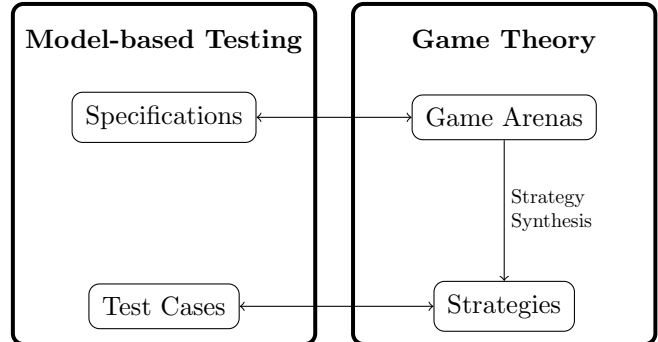 Model-based Testing
Game Theory
Specifications
Game Arenas
Strategy
Synthesis
Test Cases
Strategies